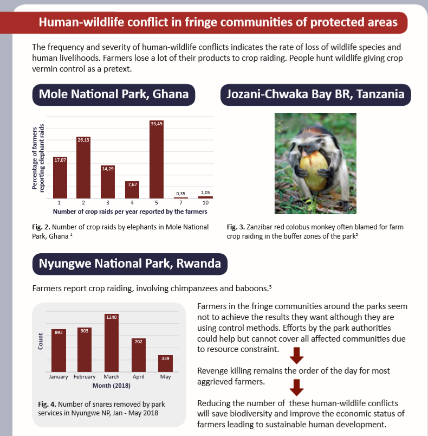 Human-wildlife conflict in fringe communities of protected areas
The frequency and severity of human-wildlife conflicts indicates the rate of loss of wildlife species and
human livelihoods. Farmers lose a lot of their products to crop raiding. People hunt wildlife giving crop
vermin control as a pretext.
Mole National Park, Ghana
Jozani-Chwaka Bay BR, Tanzania
Percentage of farmers
reporting elephant raids
1 2 3 4 5 7 10
Number of crop raids per year reported by the farmers
Fig. 2. Number of crop raids by elephants in Mole National
Park, Ghana
Fig. 3. Zanzibar red colobus monkey often blamed for farm
crop raiding in the buffer zones of the park
Nyungwe National Park, Rwanda
Farmers report crop raiding, involving chimpanzees and baboons.
Count
1240
702
January February March April May
Month (2018)
Fig. 4. Number of snares removed by park
services in Nyungwe NP, Jan - May 2018
Farmers in the fringe communities around the parks seem
not to achieve the results they want although they are
using control methods. Efforts by the park authorities
could help but cannot cover all affected communities due
to resource constraint.
Revenge killing remains the order of the day for most
aggrieved farmers.
Reducing the number of these human-wildlife conflicts
will save biodiversity and improve the economic status of
farmers leading to sustainable human development.